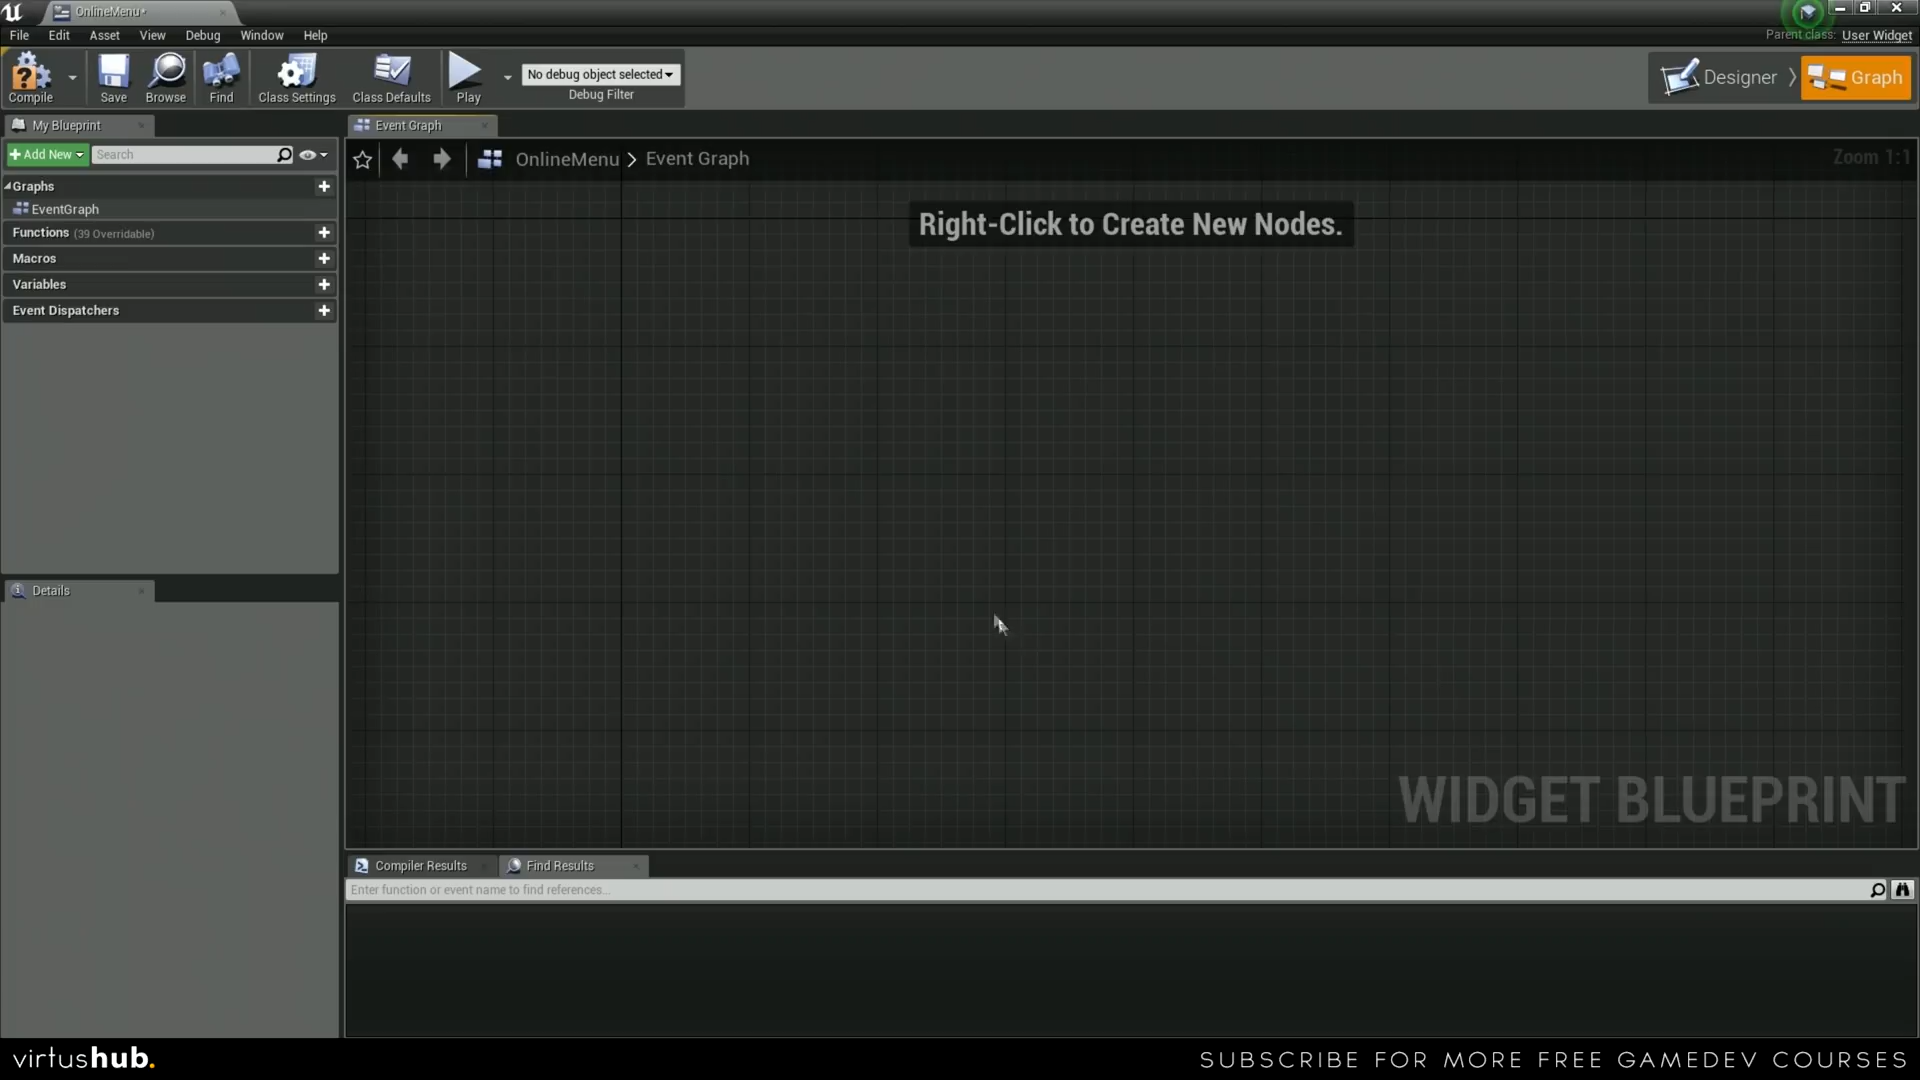 OnlineMenu*
File Edit Asset View Debug Window Help
Parent class: User Widget
Compile Save Browse Find Class Settings Class Defaults Play
No debug object selected
Debug Filter
Designer Graph
My Blueprint
Event Graph
+ Add New
Search
OnlineMenu > Event Graph
Zoom 1:1
Graphs
EventGraph
Functions (39 Overridable)
Macros
Variables
Event Dispatchers
Right-Click to Create New Nodes.
Details
WIDGET BLUEPRINT
Compiler Results
Find Results
Enter function or event name to find references...
virtushub.
SUBSCRIBE FOR MORE FREE GAMEDEV COURSES